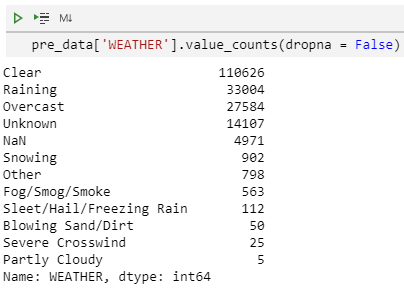 M↓
pre_data['WEATHER'].value_counts(dropna = False)
Clear 110626
Raining 33004
Overcast 27584
Unknown 14107
NaN 4971
Snowing 902
Other 798
Fog/Smog/Smoke 563
Sleet/Hail/Freezing Rain 112
Blowing Sand/Dirt 50
Severe Crosswind 25
Partly Cloudy 5
Name: WEATHER, dtype: int64